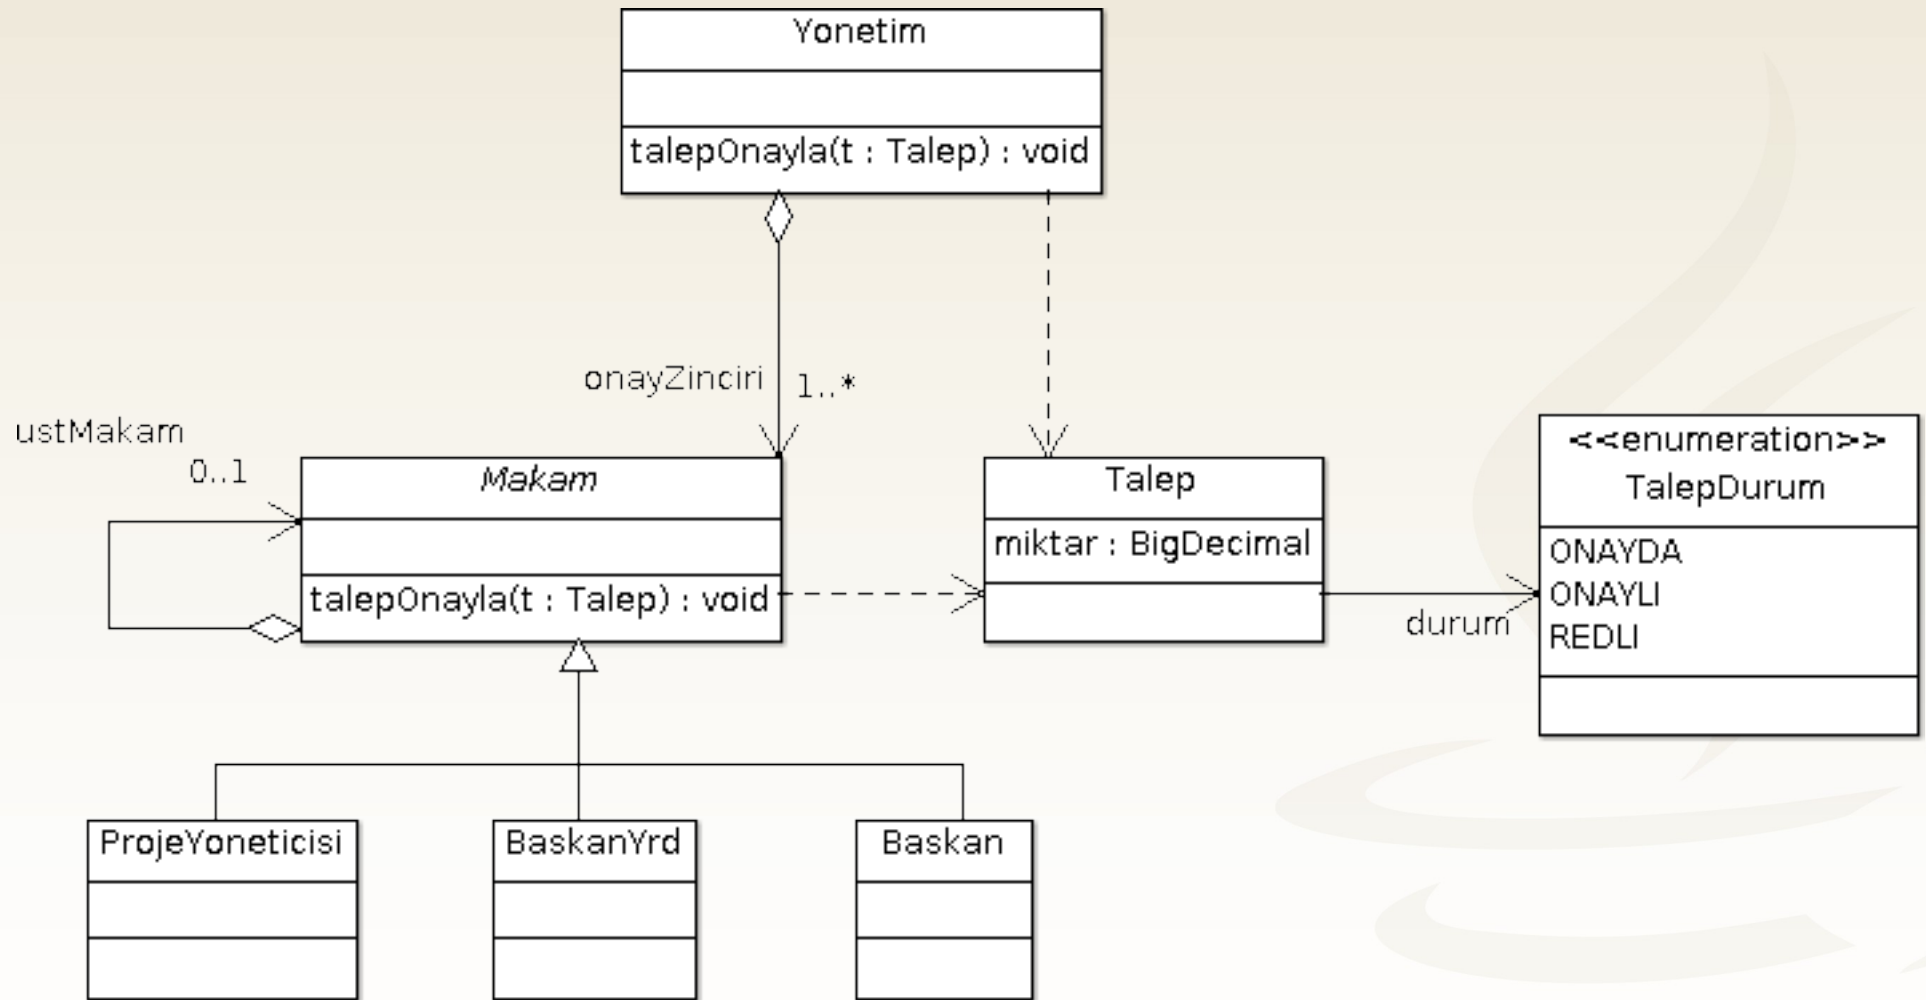 Yonetim
talepOnayla(t : Talep) : void
onayZinciri
1..*
ustMakam
0..1
Makam
talepOnayla(t : Talep) : void
Talep
miktar : BigDecimal
durum
<<enumeration>>
TalepDurum
ONAYDA
ONAYLI
REDLI
ProjeYoneticisi
BaskanYrd
Baskan